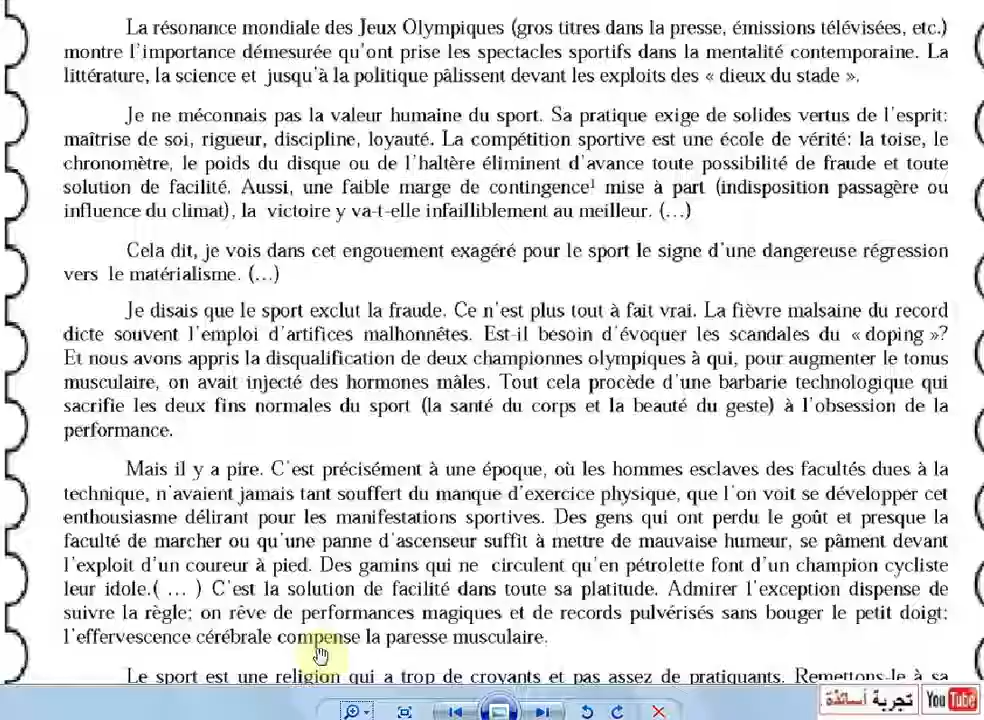 La résonance mondiale des Jeux Olympiques (gros titres dans la presse, émissions télévisées, etc.)
montre l'importance démesurée qu'ont prise les spectacles sportifs dans la mentalité contemporaine. La
littérature, la science et jusqu'à la politique pâlissent devant les exploits des « dieux du stade ».
Je ne méconnais pas la valeur humaine du sport. Sa pratique exige de solides vertus de l'esprit:
maîtrise de soi, rigueur, discipline, loyauté. La compétition sportive est une école de vérité: la toise, le
chronomètre, le poids du disque ou de l'haltère éliminent d'avance toute possibilité de fraude et toute
solution de facilité. Aussi, une faible marge de contingence¹ mise à part (indisposition passagère ou
influence du climat), la victoire y va-t-elle infailliblement au meilleur. (…)
Cela dit, je vois dans cet engouement exagéré pour le sport le signe d'une dangereuse régression
vers le matérialisme. (…)
Je disais que le sport exclut la fraude. Ce n'est plus tout à fait vrai. La fièvre malsaine du record
dicte souvent l'emploi d'artifices malhonnêtes. Est-il besoin d'évoquer les scandales du « doping »?
Et nous avons appris la disqualification de deux championnes olympiques à qui, pour augmenter le tonus
musculaire, on avait injecté des hormones mâles. Tout cela procède d'une barbarie technologique qui
sacrifie les deux fins normales du sport (la santé du corps et la beauté du geste) à l'obsession de la
performance.
Mais il y a pire. C'est précisément à une époque, où les hommes esclaves des facultés dues à la
technique, n'avaient jamais tant souffert du manque d'exercice physique, que l'on voit se développer cet
enthousiasme délirant pour les manifestations sportives. Des gens qui ont perdu le goût et presque la
faculté de marcher ou qu'une panne d'ascenseur suffit à mettre de mauvaise humeur, se pâment devant
l'exploit d'un coureur à pied. Des gamins qui ne circulent qu'en pétrolette font d'un champion cycliste
leur idole.( … ) C'est la solution de facilité dans toute sa platitude. Admirer l'exception dispense de
suivre la règle; on rêve de performances magiques et de records pulvérisés sans bouger le petit doigt;
l'effervescence cérébrale compense la paresse musculaire.
Le sport est une religion qui a trop de croyants et pas assez de pratiquants. Remettons-le à sa
تجربة أساتذة
YouTube